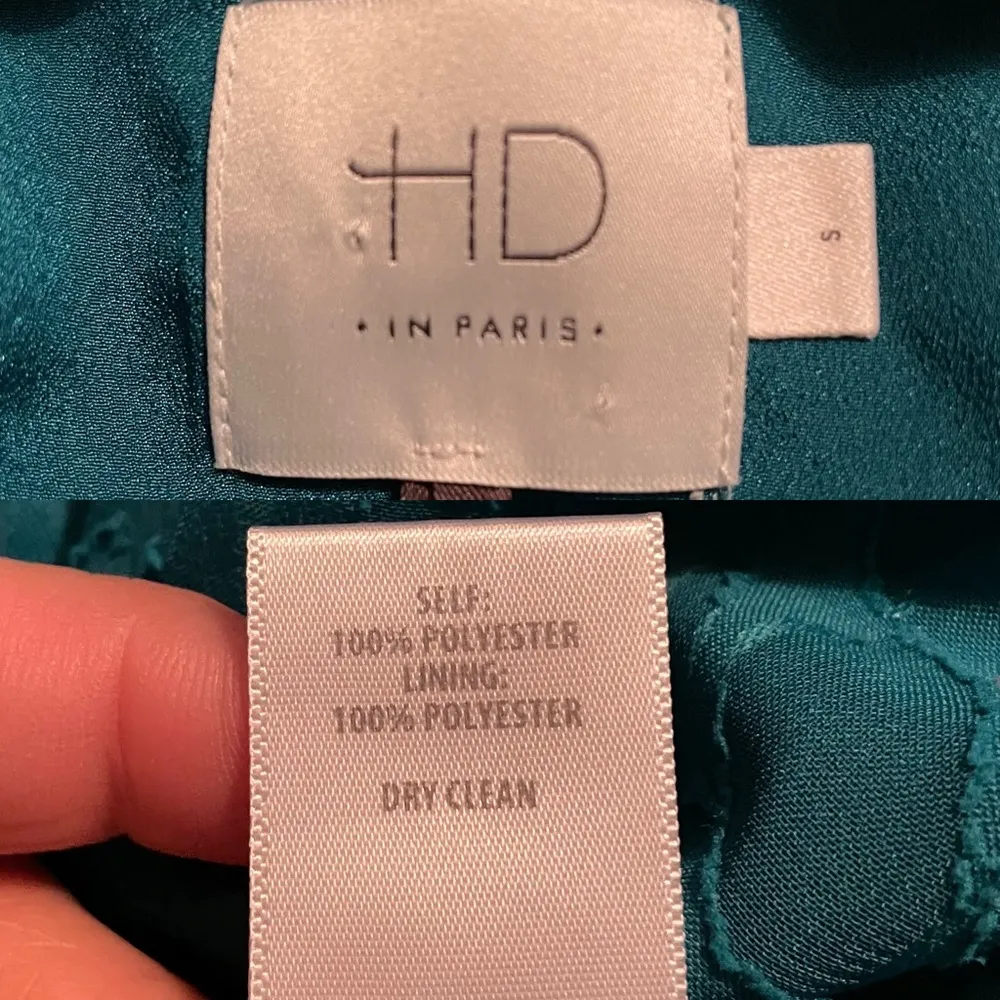 HD
• IN PARIS •
S
SELF:
100% POLYESTER
LINING:
100% POLYESTER
DRY CLEAN